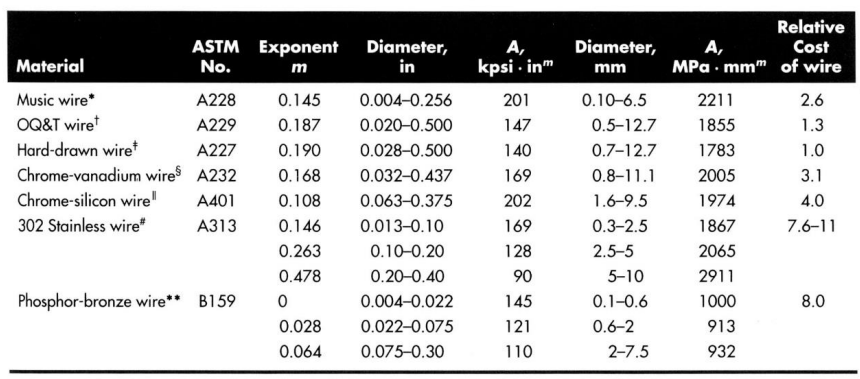 Relative
ASTM Exponent Diameter, A, Diameter, A, Cost
Material No. m in kpsi · inᵐ mm MPa · mmᵐ of wire
Music wire* A228 0.145 0.004–0.256 201 0.10–6.5 2211 2.6
OQ&T wire† A229 0.187 0.020–0.500 147 0.5–12.7 1855 1.3
Hard-drawn wire‡ A227 0.190 0.028–0.500 140 0.7–12.7 1783 1.0
Chrome-vanadium wire§ A232 0.168 0.032–0.437 169 0.8–11.1 2005 3.1
Chrome-silicon wire‖ A401 0.108 0.063–0.375 202 1.6–9.5 1974 4.0
302 Stainless wire# A313 0.146 0.013–0.10 169 0.3–2.5 1867 7.6–11
0.263 0.10–0.20 128 2.5–5 2065
0.478 0.20–0.40 90 5–10 2911
Phosphor-bronze wire** B159 0 0.004–0.022 145 0.1–0.6 1000 8.0
0.028 0.022–0.075 121 0.6–2 913
0.064 0.075–0.30 110 2–7.5 932